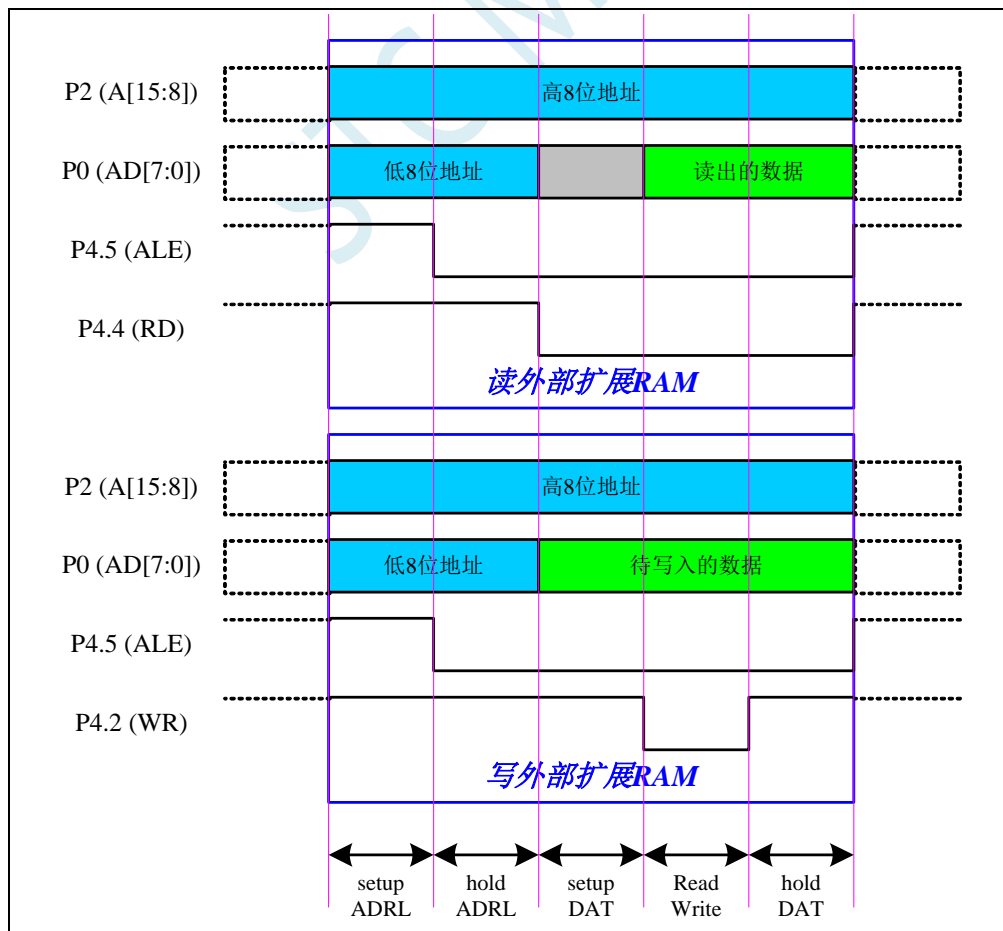 P2 (A[15:8])
高8位地址
P0 (AD[7:0])
低8位地址
读出的数据
P4.5 (ALE)
P4.4 (RD)
读外部扩展RAM
P2 (A[15:8])
高8位地址
P0 (AD[7:0])
低8位地址
待写入的数据
P4.5 (ALE)
P4.2 (WR)
写外部扩展RAM
setup
ADRL
hold
ADRL
setup
DAT
Read
Write
hold
DAT